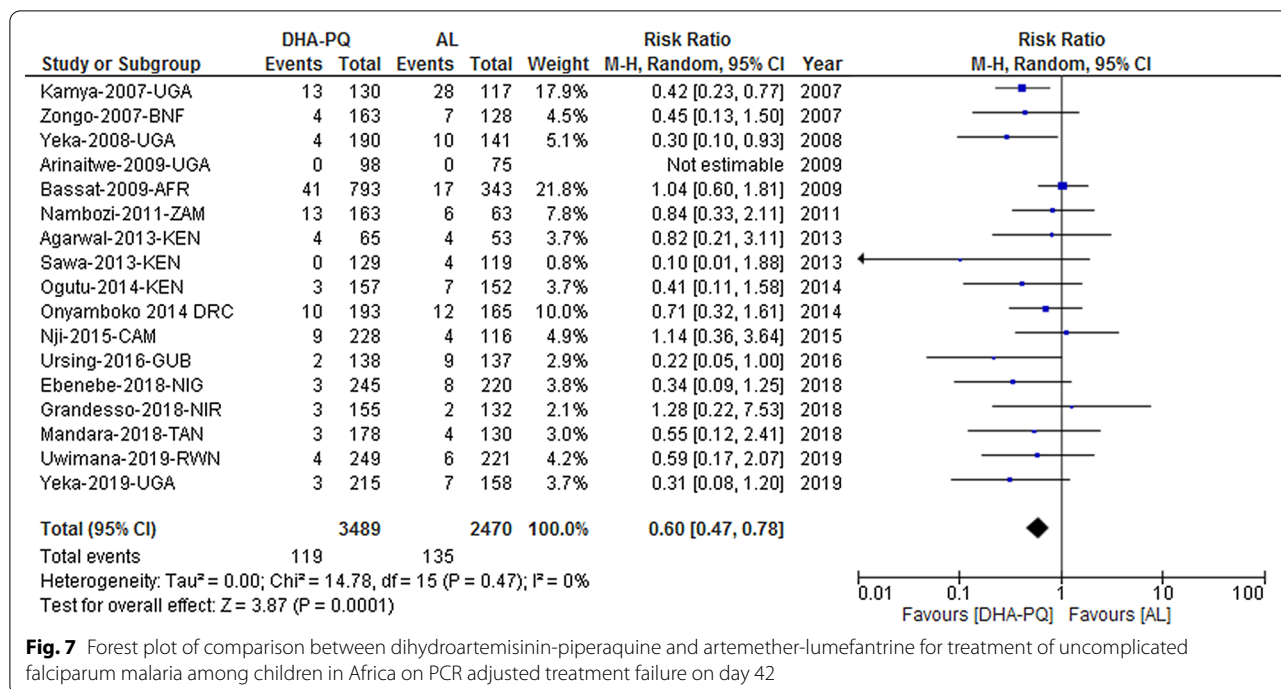 DHA-PQ AL Risk Ratio Risk Ratio
Study or Subgroup Events Total Events Total Weight M-H, Random, 95% CI Year M-H, Random, 95% CI
Kamya-2007-UGA 13 130 28 117 17.9% 0.42 [0.23, 0.77] 2007
Zongo-2007-BNF 4 163 7 128 4.5% 0.45 [0.13, 1.50] 2007
Yeka-2008-UGA 4 190 10 141 5.1% 0.30 [0.10, 0.93] 2008
Arinaitwe-2009-UGA 0 98 0 75 Not estimable 2009
Bassat-2009-AFR 41 793 17 343 21.8% 1.04 [0.60, 1.81] 2009
Nambozi-2011-ZAM 13 163 6 63 7.8% 0.84 [0.33, 2.11] 2011
Agarwal-2013-KEN 4 65 4 53 3.7% 0.82 [0.21, 3.11] 2013
Sawa-2013-KEN 0 129 4 119 0.8% 0.10 [0.01, 1.88] 2013
Ogutu-2014-KEN 3 157 7 152 3.7% 0.41 [0.11, 1.58] 2014
Onyamboko 2014 DRC 10 193 12 165 10.0% 0.71 [0.32, 1.61] 2014
Nji-2015-CAM 9 228 4 116 4.9% 1.14 [0.36, 3.64] 2015
Ursing-2016-GUB 2 138 9 137 2.9% 0.22 [0.05, 1.00] 2016
Ebenebe-2018-NIG 3 245 8 220 3.8% 0.34 [0.09, 1.25] 2018
Grandesso-2018-NIR 3 155 2 132 2.1% 1.28 [0.22, 7.53] 2018
Mandara-2018-TAN 3 178 4 130 3.0% 0.55 [0.12, 2.41] 2018
Uwimana-2019-RWN 4 249 6 221 4.2% 0.59 [0.17, 2.07] 2019
Yeka-2019-UGA 3 215 7 158 3.7% 0.31 [0.08, 1.20] 2019
Total (95% CI) 3489 2470 100.0% 0.60 [0.47, 0.78]
Total events 119 135
Heterogeneity: Tau² = 0.00; Chi² = 14.78, df = 15 (P = 0.47); I² = 0%
Test for overall effect: Z = 3.87 (P = 0.0001)
0.01 0.1 1 10 100
Favours [DHA-PQ] Favours [AL]
Fig. 7 Forest plot of comparison between dihydroartemisinin-piperaquine and artemether-lumefantrine for treatment of uncomplicated
falciparum malaria among children in Africa on PCR adjusted treatment failure on day 42